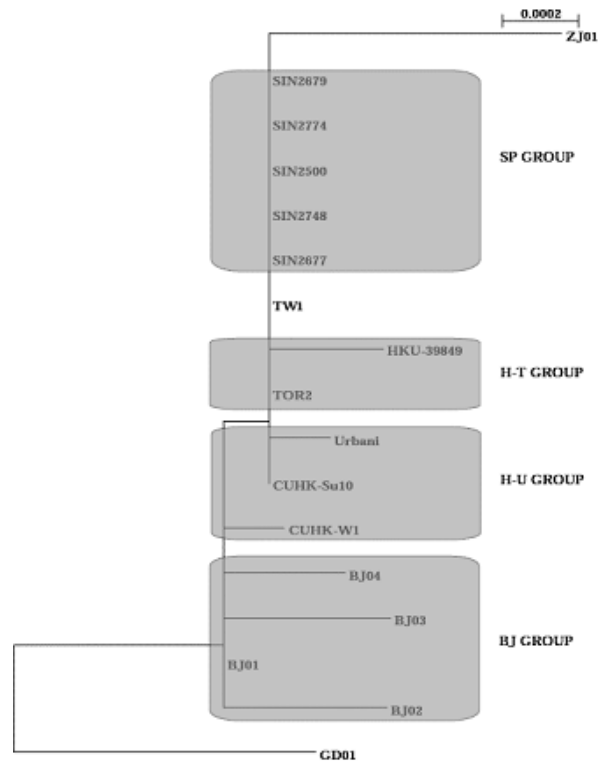 0.0002
ZJ01
SIN2679
SIN2774
SP GROUP
SIN2500
SIN2748
SIN2677
TW1
HKU-39849
H-T GROUP
TOR2
Urbani
H-U GROUP
CUHK-Su10
CUHK-W1
BJ04
BJ03
BJ GROUP
BJ01
BJ02
GD01